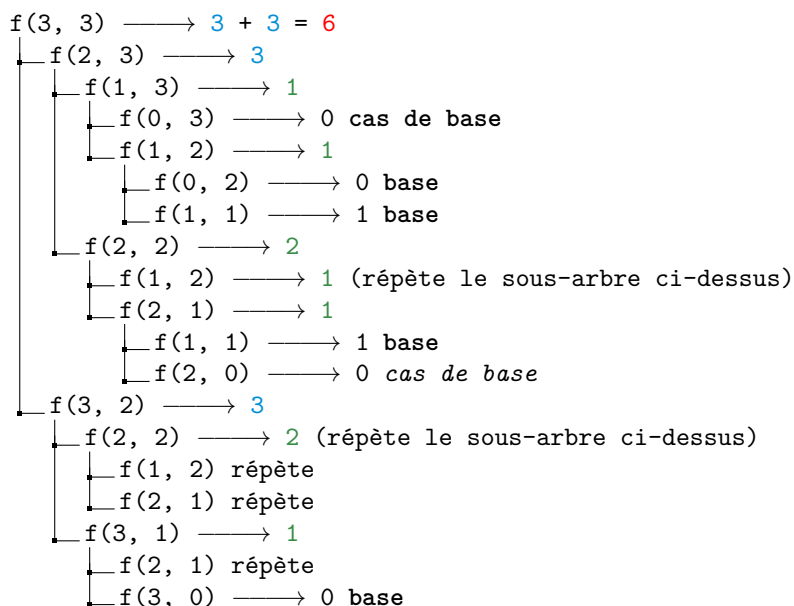 f(3, 3) ⟶ 3 + 3 = 6
f(2, 3) ⟶ 3
f(1, 3) ⟶ 1
f(0, 3) ⟶ 0 cas de base
f(1, 2) ⟶ 1
f(0, 2) ⟶ 0 base
f(1, 1) ⟶ 1 base
f(2, 2) ⟶ 2
f(1, 2) ⟶ 1 (répète le sous-arbre ci-dessus)
f(2, 1) ⟶ 1
f(1, 1) ⟶ 1 base
f(2, 0) ⟶ 0 cas de base
f(3, 2) ⟶ 3
f(2, 2) ⟶ 2 (répète le sous-arbre ci-dessus)
f(1, 2) répète
f(2, 1) répète
f(3, 1) ⟶ 1
f(2, 1) répète
f(3, 0) ⟶ 0 base